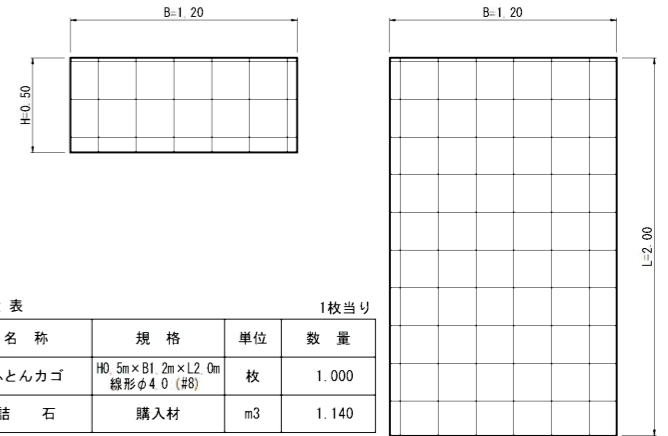 B=1.20
B=1.20
H=0.50
L=2.00
表
1枚当り
名 称 規 格 単位 数 量
とんカゴ H0.5m×B1.2m×L2.0m 枚 1.000
線形φ4.0 (#8)
詰 石 購入材 m3 1.140